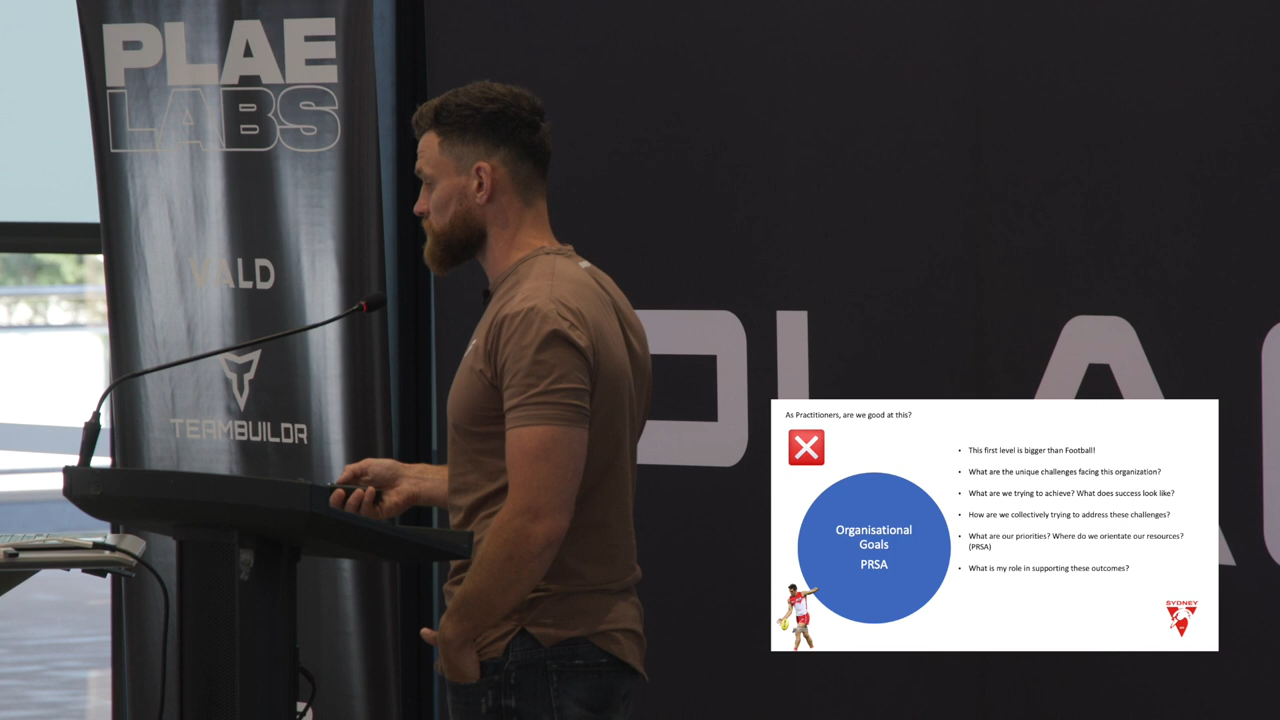 PLAE
LABS
VALD
TEAMBUILDR
PLA
As Practitioners, are we good at this?
• This first level is bigger than Football!
• What are the unique challenges facing this organization?
• What are we trying to achieve? What does success look like?
• How are we collectively trying to address these challenges?
• What are our priorities? Where do we orientate our resources?
(PRSA)
• What is my role in supporting these outcomes?
Organisational
Goals
PRSA
SYDNEY